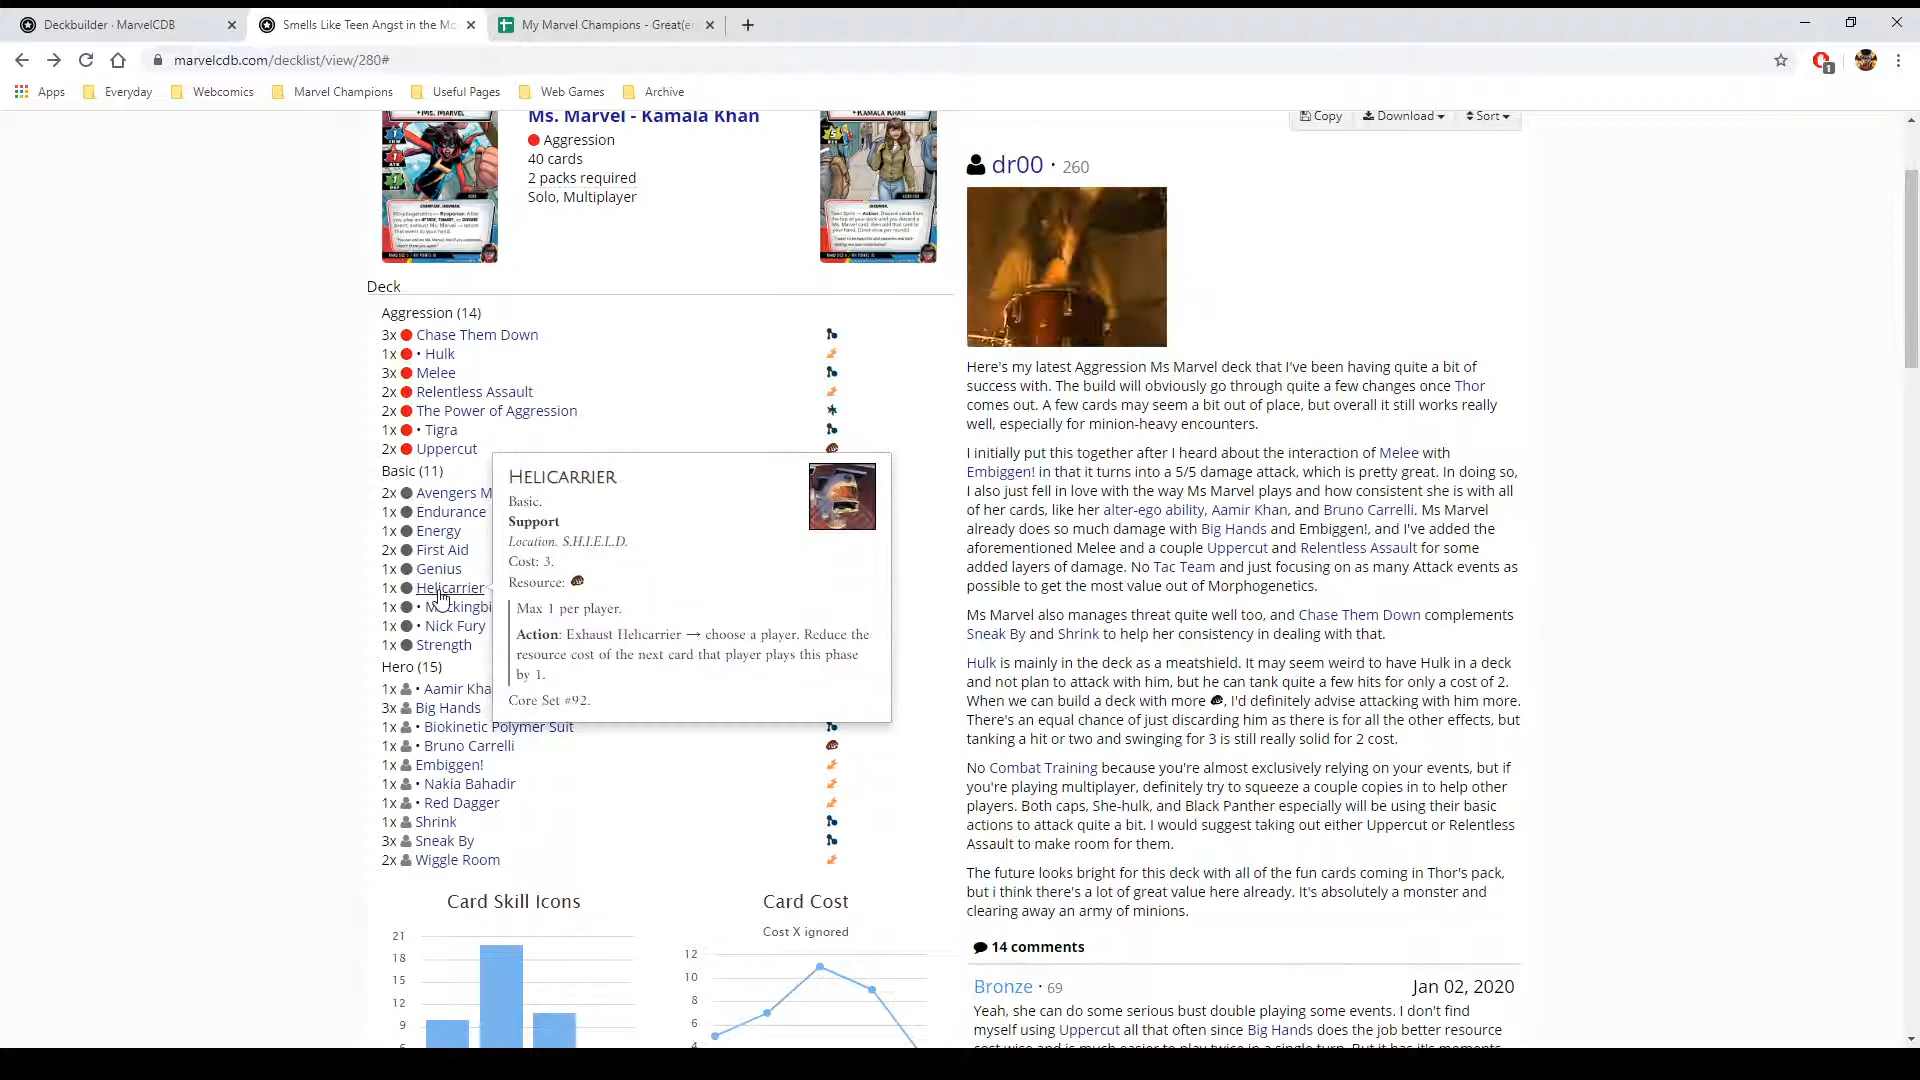 Deckbuilder · MarvelCDB
Smells Like Teen Angst in the Mo
My Marvel Champions - Great(er
marvelcdb.com/decklist/view/280#
1
Apps
Everyday
Webcomics
Marvel Champions
Useful Pages
Web Games
Archive
Ms. Marvel - Kamala Khan
Aggression
40 cards
2 packs required
Solo, Multiplayer
Copy
Download
Sort
Deck
Aggression (14)
3x Chase Them Down
1x • Hulk
3x Melee
2x Relentless Assault
2x The Power of Aggression
1x • Tigra
2x Uppercut
Basic (11)
2x Avengers M
1x Endurance
1x Energy
2x First Aid
1x Genius
1x Helicarrier
1x • Mockingbi
1x • Nick Fury
1x Strength
Hero (15)
1x • Aamir Kha
3x Big Hands
1x • Biokinetic Polymer Suit
1x • Bruno Carrelli
1x Embiggen!
1x • Nakia Bahadir
1x • Red Dagger
1x Shrink
3x Sneak By
2x Wiggle Room
HELICARRIER
Basic.
Support
Location. S.H.I.E.L.D.
Cost: 3.
Resource:
Max 1 per player.
Action: Exhaust Helicarrier → choose a player. Reduce the
resource cost of the next card that player plays this phase
by 1.
Core Set #92.
Card Skill Icons
21
18
15
12
9
Card Cost
Cost X ignored
12
10
8
6
4
dr00 · 260
Here's my latest Aggression Ms Marvel deck that I've been having quite a bit of
success with. The build will obviously go through quite a few changes once Thor
comes out. A few cards may seem a bit out of place, but overall it still works really
well, especially for minion-heavy encounters.
I initially put this together after I heard about the interaction of Melee with
Embiggen! in that it turns into a 5/5 damage attack, which is pretty great. In doing so,
I also just fell in love with the way Ms Marvel plays and how consistent she is with all
of her cards, like her alter-ego ability, Aamir Khan, and Bruno Carrelli. Ms Marvel
already does so much damage with Big Hands and Embiggen!, and I've added the
aforementioned Melee and a couple Uppercut and Relentless Assault for some
added layers of damage. No Tac Team and just focusing on as many Attack events as
possible to get the most value out of Morphogenetics.
Ms Marvel also manages threat quite well too, and Chase Them Down complements
Sneak By and Shrink to help her consistency in dealing with that.
Hulk is mainly in the deck as a meatshield. It may seem weird to have Hulk in a deck
and not plan to attack with him, but he can tank quite a few hits for only a cost of 2.
When we can build a deck with more , I'd definitely advise attacking with him more.
There's an equal chance of just discarding him as there is for all the other effects, but
tanking a hit or two and swinging for 3 is still really solid for 2 cost.
No Combat Training because you're almost exclusively relying on your events, but if
you're playing multiplayer, definitely try to squeeze a couple copies in to help other
players. Both caps, She-hulk, and Black Panther especially will be using their basic
actions to attack quite a bit. I would suggest taking out either Uppercut or Relentless
Assault to make room for them.
The future looks bright for this deck with all of the fun cards coming in Thor's pack,
but i think there's a lot of great value here already. It's absolutely a monster and
clearing away an army of minions.
14 comments
Bronze · 69
Jan 02, 2020
Yeah, she can do some serious bust double playing some events. I don't find
myself using Uppercut all that often since Big Hands does the job better resource